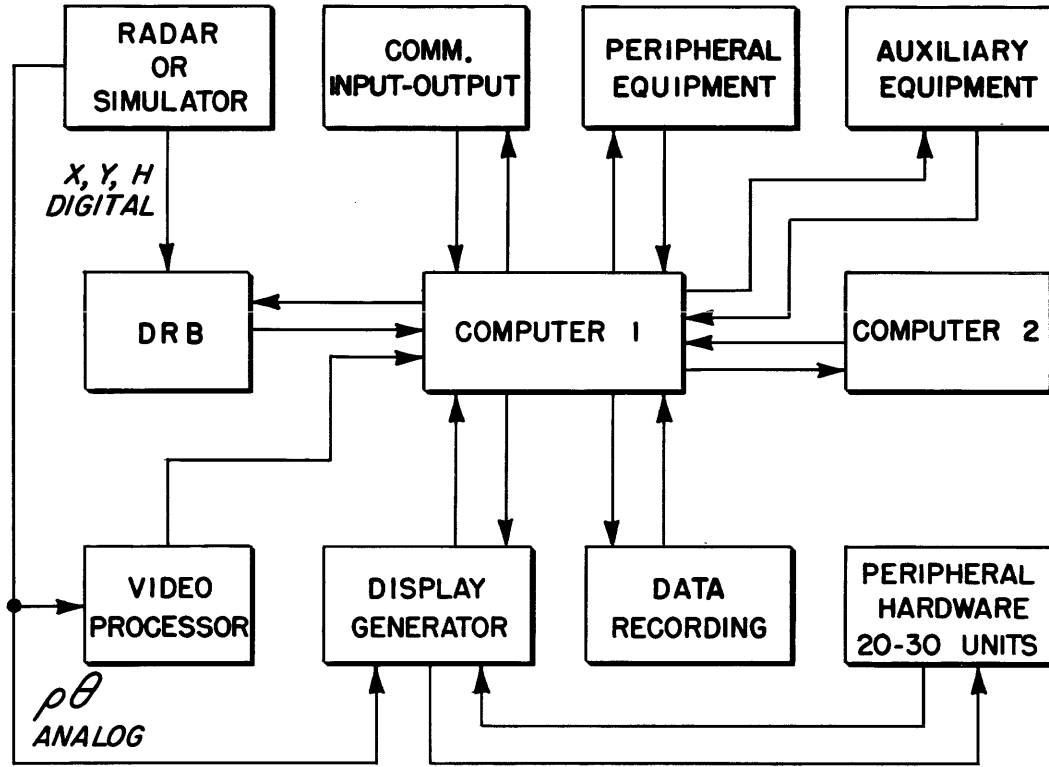 RADAR
OR
SIMULATOR
COMM.
INPUT-OUTPUT
PERIPHERAL
EQUIPMENT
AUXILIARY
EQUIPMENT
X, Y, H
DIGITAL
DRB
COMPUTER 1
COMPUTER 2
VIDEO
PROCESSOR
DISPLAY
GENERATOR
DATA
RECORDING
PERIPHERAL
HARDWARE
20-30 UNITS
ρθ
ANALOG